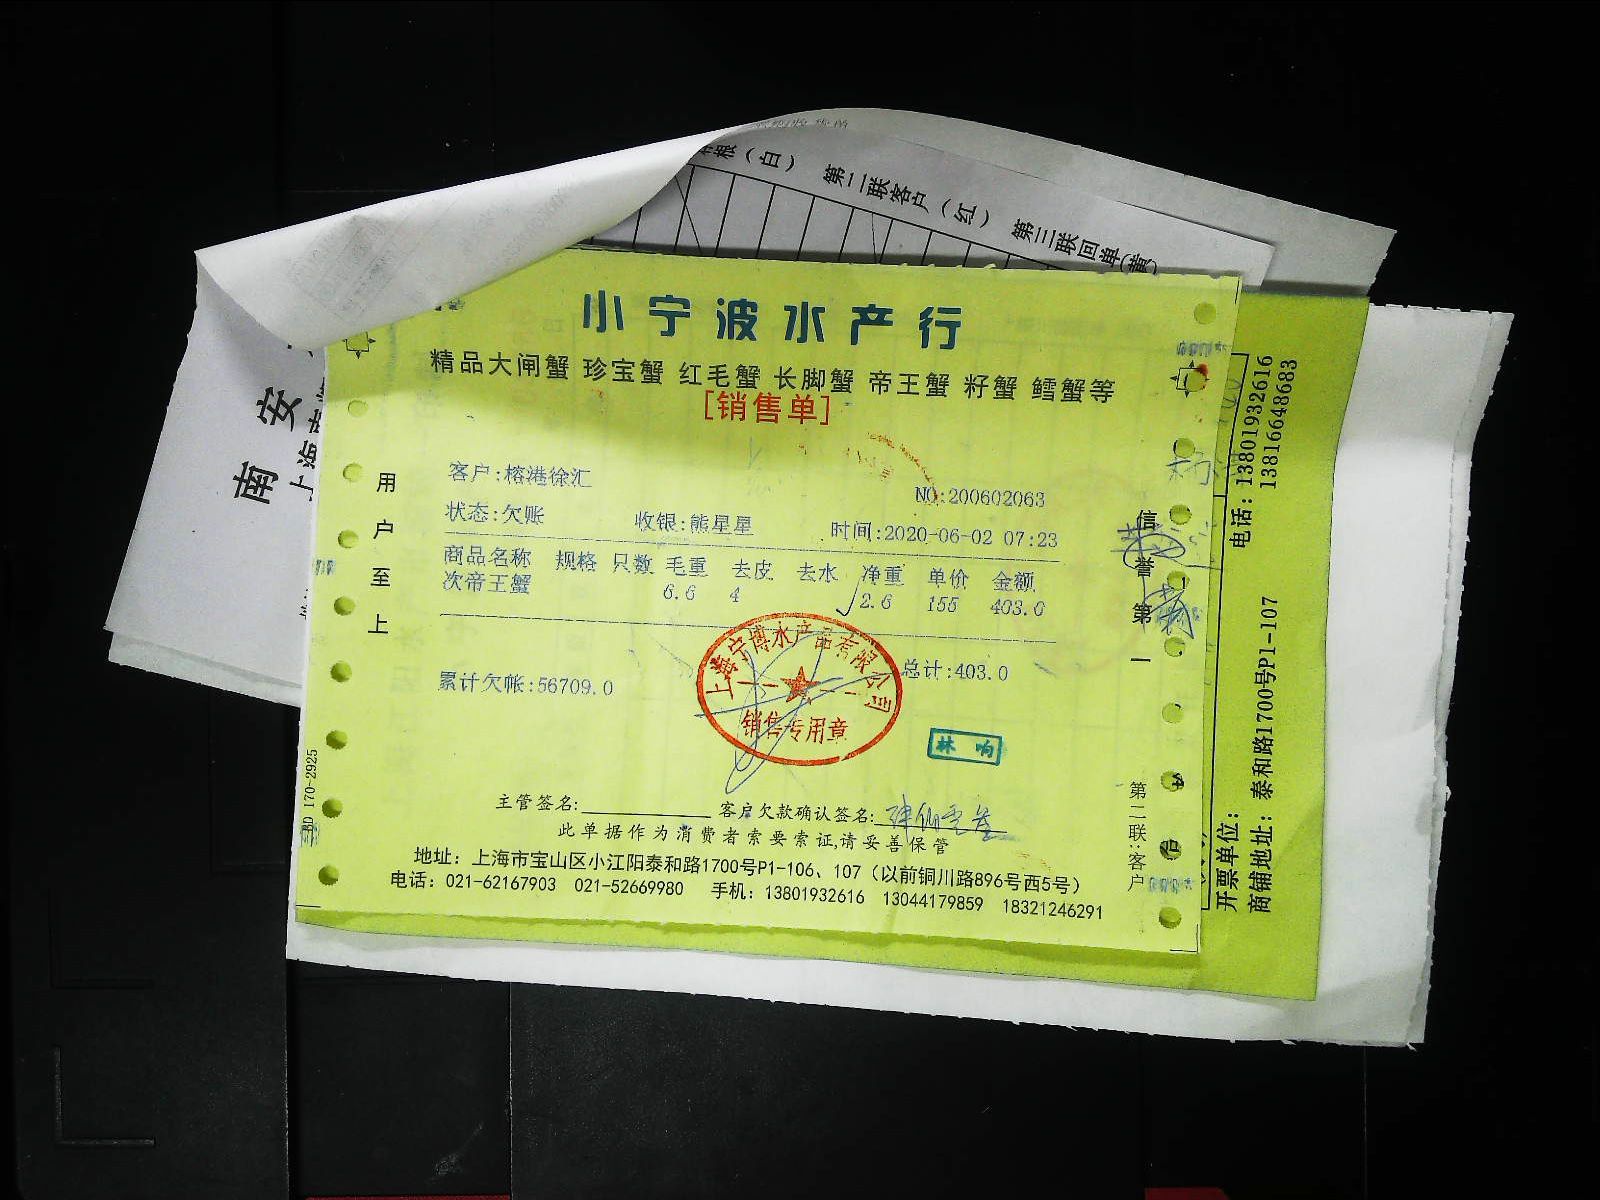 存根（白） 第二联客户（红） 第三联回单（黄）
小宁波水产行
精品大闸蟹 珍宝蟹 红毛蟹 长脚蟹 帝王蟹 籽蟹 鳕蟹等
[销售单]
客户:榕港徐汇
NO:200602063
状态:欠账 收银:熊星星 时间:2020-06-02 07:23
商品名称 规格 只数 毛重 去皮 去水 净重 单价 金额
次帝王蟹 6.6 4 2.6 155 403.0
累计欠帐:56709.0 总计:403.0
上海宁博水产品有限公司
销售专用章
林 响
主管签名: 客户欠款确认签名:
此单据作为消费者索要索证,请妥善保管
地址：上海市宝山区小江阳泰和路1700号P1-106、107（以前铜川路896号西5号）
电话：021-62167903 021-52669980 手机：13801932616 13044179859 18321246291
用户至上
信誉第一
第二联:客户
170-2925
南安
上海
电话：13801932616
13816648683
开票单位：
商铺地址：泰和路1700号P1-107